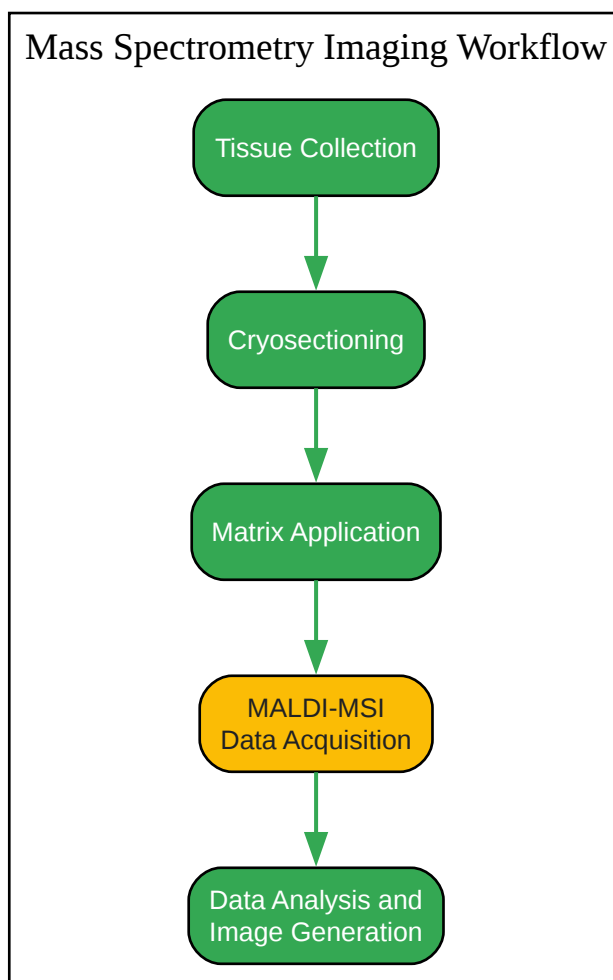 Mass Spectrometry Imaging Workflow
Tissue Collection
Cryosectioning
Matrix Application
MALDI-MSI
Data Acquisition
Data Analysis and
Image Generation